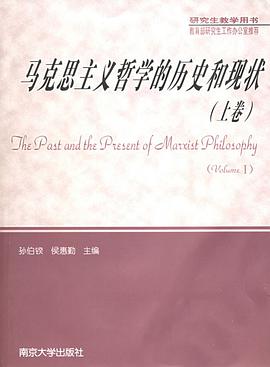 研究生教学用书
教育部研究生工作办公室推荐
马克思主义哲学的历史和现状
(上卷)
The Past and the Present of Marxist Philosophy
(Volume 1)
孙伯鍨 侯惠勤 主编
南京大学出版社